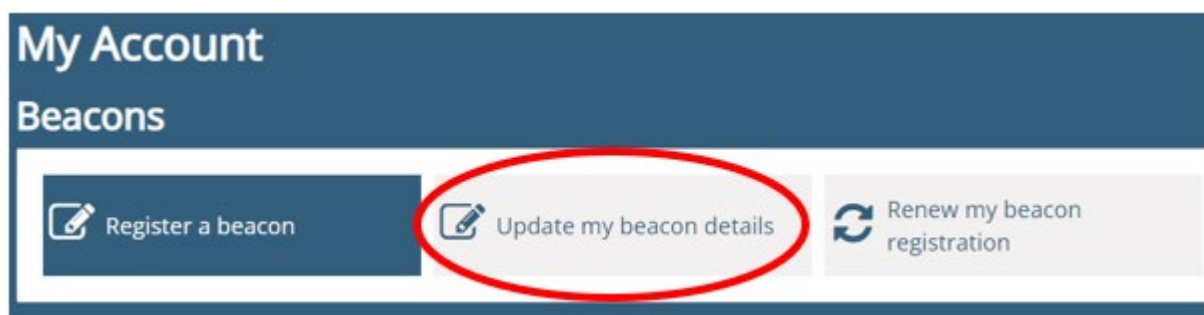 My Account
Beacons
Register a beacon
Update my beacon details
Renew my beacon
registration